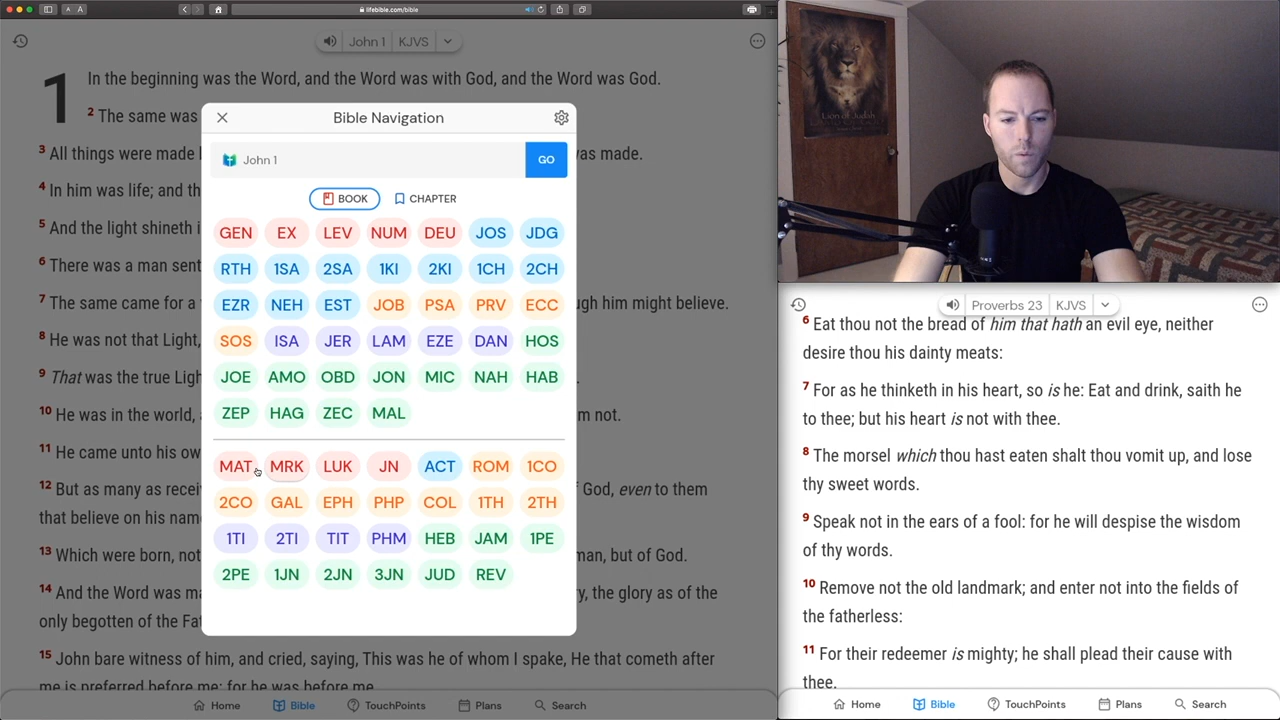 A A
lifebible.com/bible
John 1 KJVS
1 In the beginning was the Word, and the Word was with God, and the Word was God.
2 The same was
3 All things were made
as made.
4 In him was life; and th
5 And the light shineth i
6 There was a man sent
7 The same came for a
ugh him might believe.
8 He was not that Light,
9 That was the true Ligh
10 He was in the world,
m not.
11 He came unto his ow
12 But as many as recei
f God, even to them
that believe on his nam
13 Which were born, not
man, but of God.
14 And the Word was ma
ry, the glory as of the
only begotten of the Fat
15 John bare witness of him, and cried, saying, This was he of whom I spake, He that cometh after
me is preferred before me: for he was before me.
Home Bible TouchPoints Plans Search
Bible Navigation
John 1
GO
BOOK CHAPTER
GEN EX LEV NUM DEU JOS JDG
RTH 1SA 2SA 1KI 2KI 1CH 2CH
EZR NEH EST JOB PSA PRV ECC
SOS ISA JER LAM EZE DAN HOS
JOE AMO OBD JON MIC NAH HAB
ZEP HAG ZEC MAL
MAT MRK LUK JN ACT ROM 1CO
2CO GAL EPH PHP COL 1TH 2TH
1TI 2TI TIT PHM HEB JAM 1PE
2PE 1JN 2JN 3JN JUD REV
Lion of Judah
Proverbs 23 KJVS
6 Eat thou not the bread of him that hath an evil eye, neither
desire thou his dainty meats:
7 For as he thinketh in his heart, so is he: Eat and drink, saith he
to thee; but his heart is not with thee.
8 The morsel which thou hast eaten shalt thou vomit up, and lose
thy sweet words.
9 Speak not in the ears of a fool: for he will despise the wisdom
of thy words.
10 Remove not the old landmark; and enter not into the fields of
the fatherless:
11 For their redeemer is mighty; he shall plead their cause with
thee.
Home Bible TouchPoints Plans Search